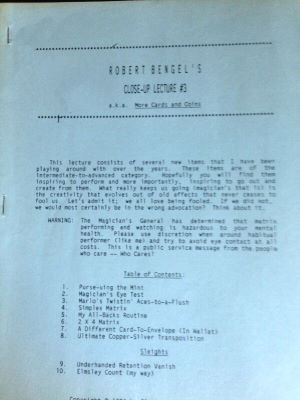 ROBERT BENGEL'S
CLOSE-UP LECTURE #3
a.k.a. More Cards and Coins
This lecture consists of several new items that I have been
playing around with over the years. These items are of the
intermediate-to-advanced category. Hopefully you will find them
inspiring to perform and more importantly, inspiring to go out and
create from them. What really keeps us going (magician's that is) is
the creativity that evolves out of old effects that never ceases to
fool us. Let's admit it; we all love being fooled. If we did not,
we would most certainly be in the wrong advocation? Think about it.
WARNING: The Magician's General has determined that matrix
performing and watching is hazardous to your mental
health. Please use discretion when around habitual
performer (like me) and try to avoid eye contact at all
costs. This is a public service message from the people
who care -- Who Cares!
Table of Contents:
1. Purse-uing the Mint
2. Magician's Eye Test
3. Marlo's Twistin' Aces-to-a-Flush
4. Simplex Matrix
5. My All-Backs Routine
6. 2 X 4 Matrix
7. A Different Card-To-Envelope (In Wallet)
8. Ultimate Copper-Silver Transposition
Sleights
9. Underhanded Retention Vanish
10. Elmsley Count (my way)